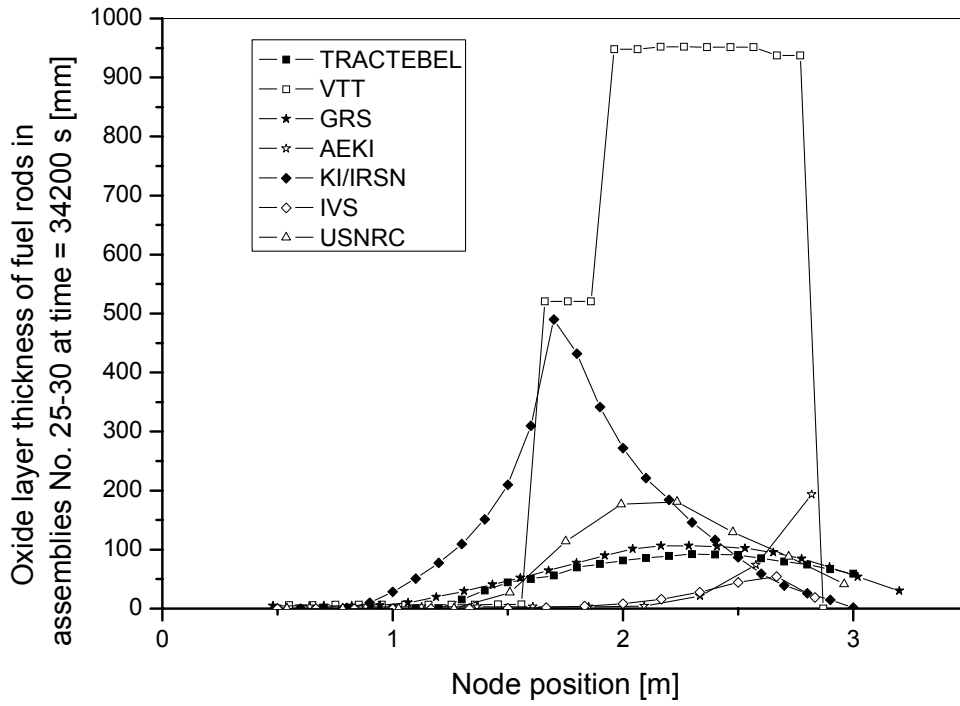 1000
900
800
700
600
500
400
300
200
100
0
Oxide layer thickness of fuel rods in
assemblies No. 25-30 at time = 34200 s [mm]
TRACTEBEL
VTT
GRS
AEKI
KI/IRSN
IVS
USNRC
0 1 2 3
Node position [m]